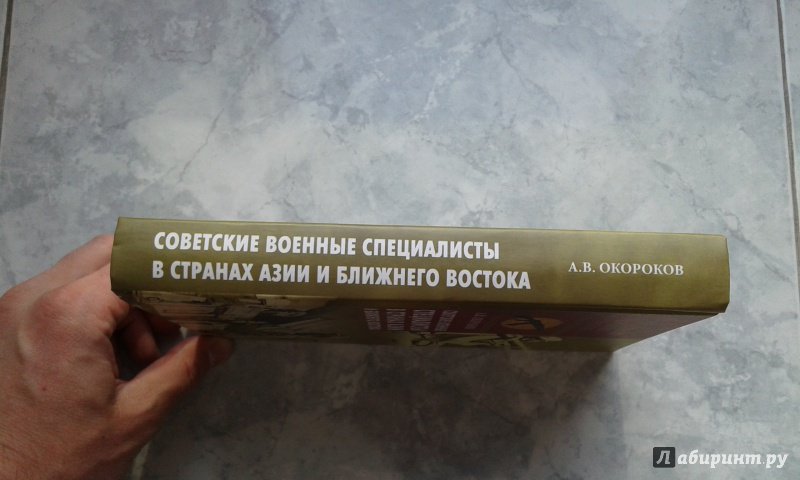 СОВЕТСКИЕ ВОЕННЫЕ СПЕЦИАЛИСТЫ
В СТРАНАХ АЗИИ И БЛИЖНЕГО ВОСТОКА
А.В. ОКОРОКОВ
Лабиринт.ру